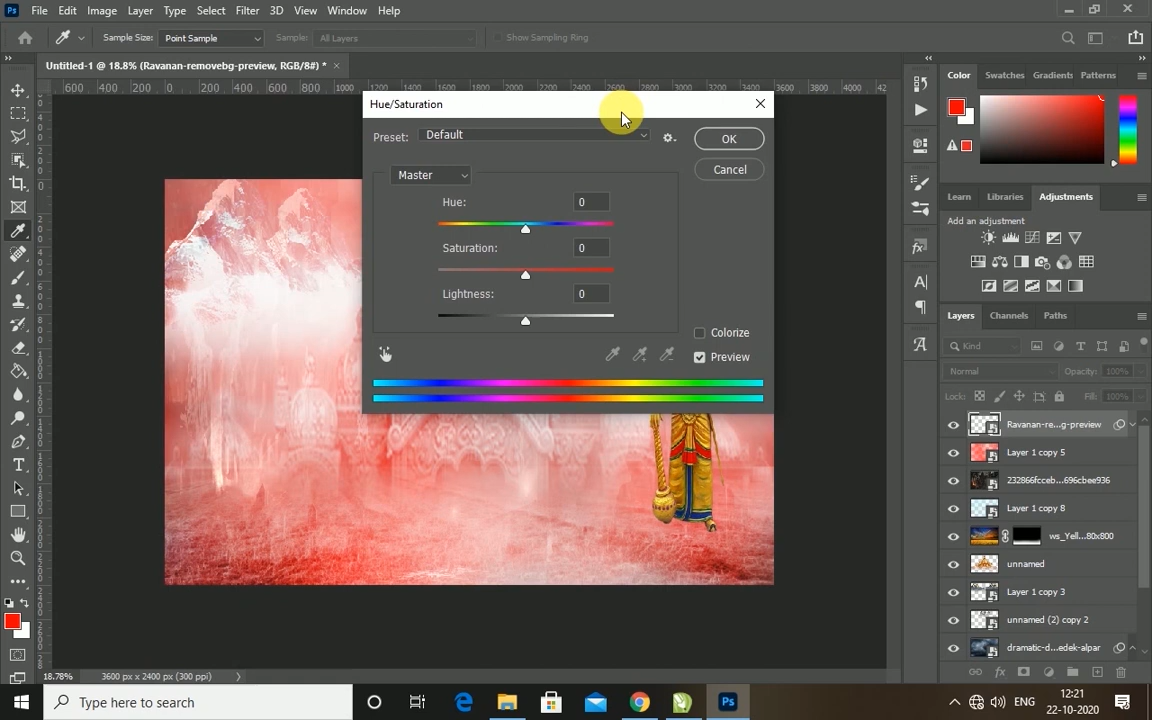 Ps File Edit Image Layer Type Select Filter 3D View Window Help
Sample Size: Point Sample Sample: All Layers Show Sampling Ring
Untitled-1 @ 18.8% (Ravanan-removebg-preview, RGB/8#) * ×
Hue/Saturation
Preset: Default
OK
Cancel
Master
Hue: 0
Saturation: 0
Lightness: 0
Colorize
Preview
Color Swatches Gradients Patterns
Learn Libraries Adjustments
Add an adjustment
Layers Channels Paths
Kind
Normal Opacity: 100%
Lock: Fill: 100%
Ravanan-re...g-preview
Layer 1 copy 5
232866fcceb...696cbee936
Layer 1 copy 8
ws_Yell...80x800
unnamed
Layer 1 copy 3
unnamed (2) copy 2
dramatic-d...edek-alpar
18.78% 3600 px x 2400 px (300 ppi)
Type here to search
ENG
12:21
22-10-2020